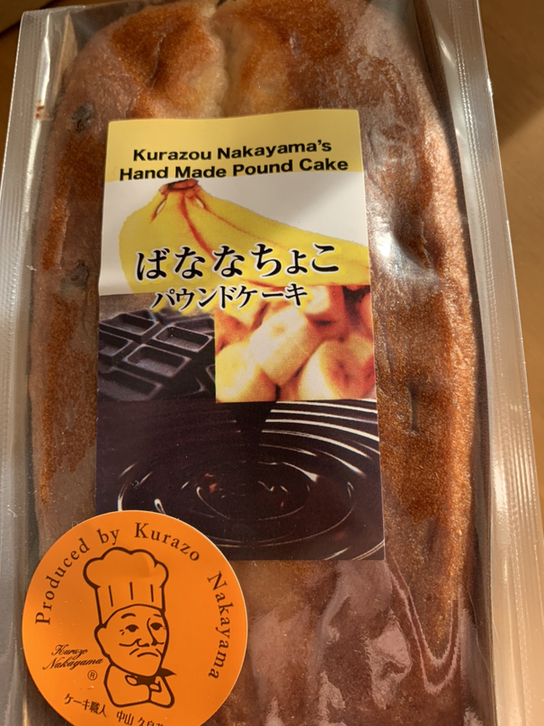 Kurazou Nakayama's
Hand Made Pound Cake
ばななちょこ
パウンドケーキ
Produced by Kurazo Nakayama
Kurazo
Nakayama
®
ケーキ職人 中山